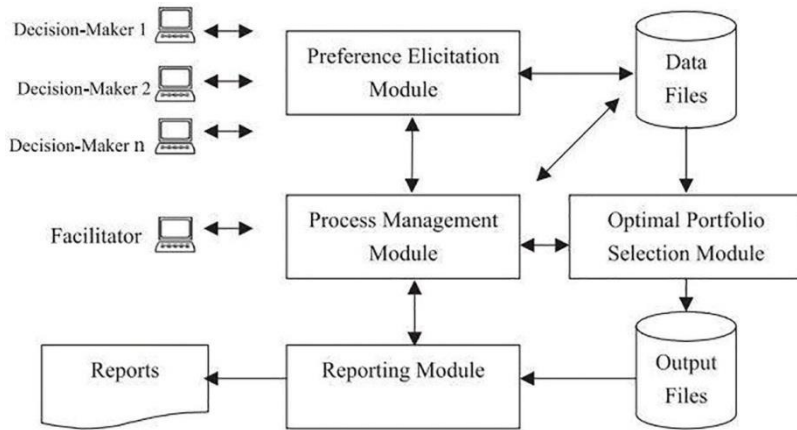 Decision-Maker 1
Decision-Maker 2
Decision-Maker n
Facilitator
Preference Elicitation
Module
Data
Files
Process Management
Module
Optimal Portfolio
Selection Module
Reports
Reporting Module
Output
Files